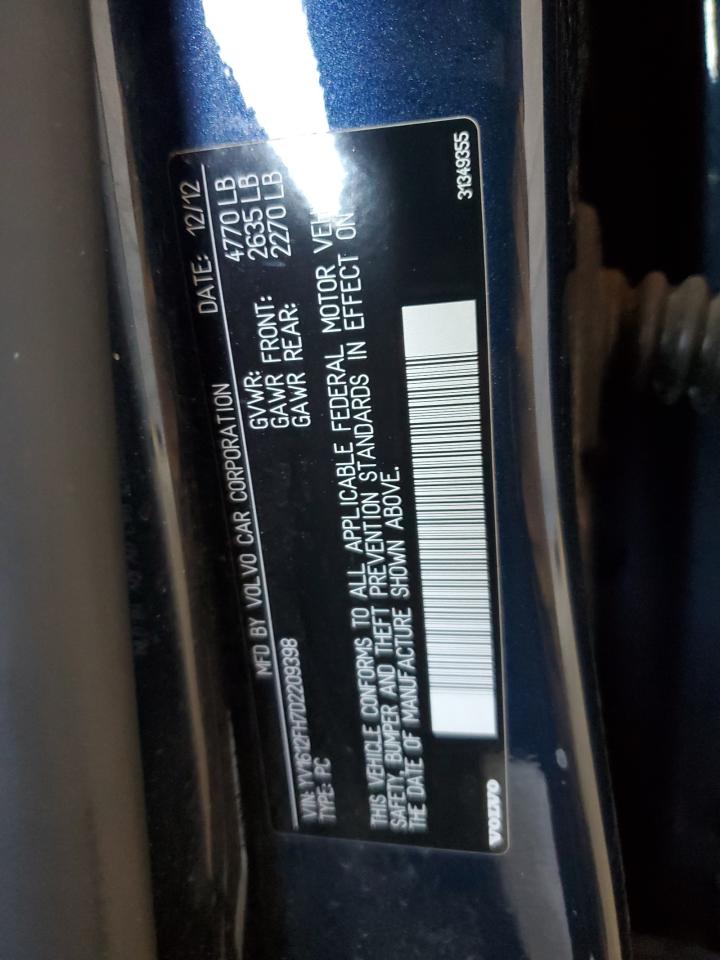 MFD BY VOLVO CAR CORPORATION DATE: 12/12
GVWR: 4770 LB
GAWR FRONT: 2635 LB
GAWR REAR: 2270 LB
VIN: YV1612FH7D2209398
TYPE: PC
THIS VEHICLE CONFORMS TO ALL APPLICABLE FEDERAL MOTOR
SAFETY, BUMPER AND THEFT PREVENTION STANDARDS IN EFFECT ON
THE DATE OF MANUFACTURE SHOWN ABOVE.
VOLVO 31349355